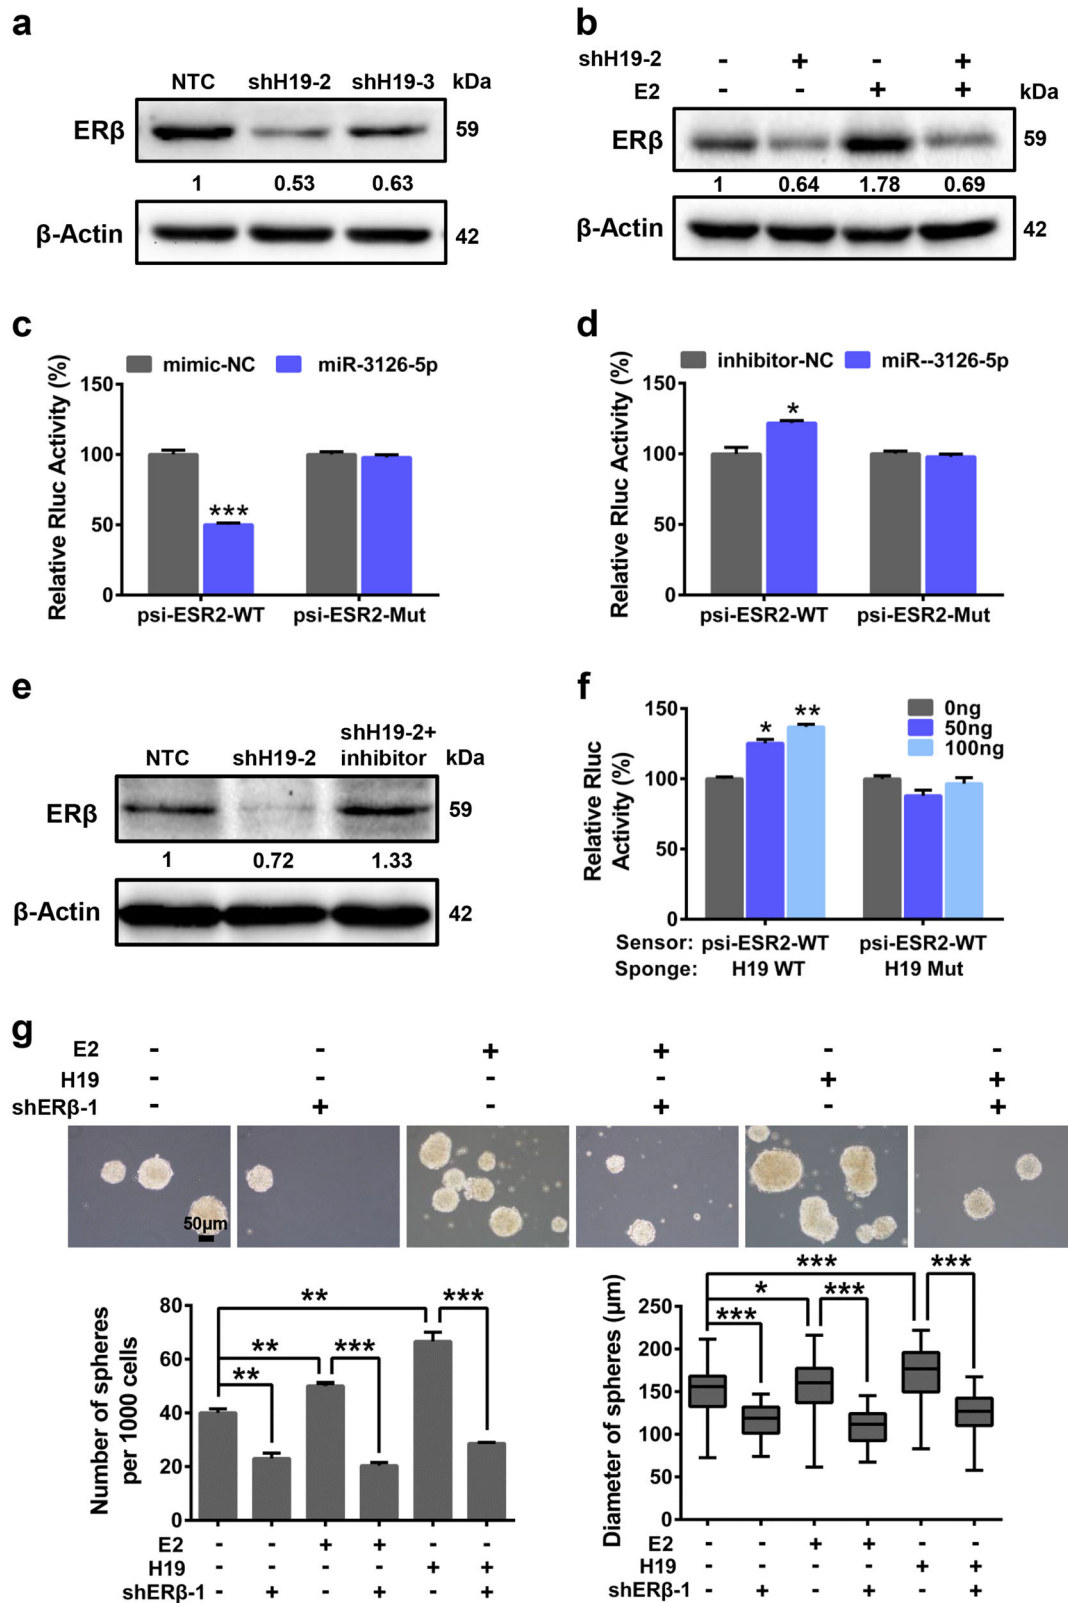 a
NTC shH19-2 shH19-3 kDa
ERβ 59
1 0.53 0.63
β-Actin 42
b
shH19-2 - + - +
E2 - - + + kDa
ERβ 59
1 0.64 1.78 0.69
β-Actin 42
c
mimic-NC miR-3126-5p
Relative Rluc Activity (%)
150
100
50
0
***
psi-ESR2-WT psi-ESR2-Mut
d
inhibitor-NC miR--3126-5p
Relative Rluc Activity (%)
150
100
50
0
*
psi-ESR2-WT psi-ESR2-Mut
e
NTC shH19-2 shH19-2+
inhibitor kDa
ERβ 59
1 0.72 1.33
β-Actin 42
f
0ng
50ng
100ng
Relative Rluc
Activity (%)
150
100
50
0
* **
Sensor: psi-ESR2-WT psi-ESR2-WT
Sponge: H19 WT H19 Mut
g
E2 - - + + - -
H19 - - - - + +
shERβ-1 - + - + - +
50μm
Number of spheres
per 1000 cells
80
60
40
20
0
** ***
** ***
**
E2 - - + + - -
H19 - - - - + +
shERβ-1 - + - + - +
Diameter of spheres (μm)
250
200
150
100
50
0
*** ***
* ***
***
E2 - - + + - -
H19 - - - - + +
shERβ-1 - + - + - +